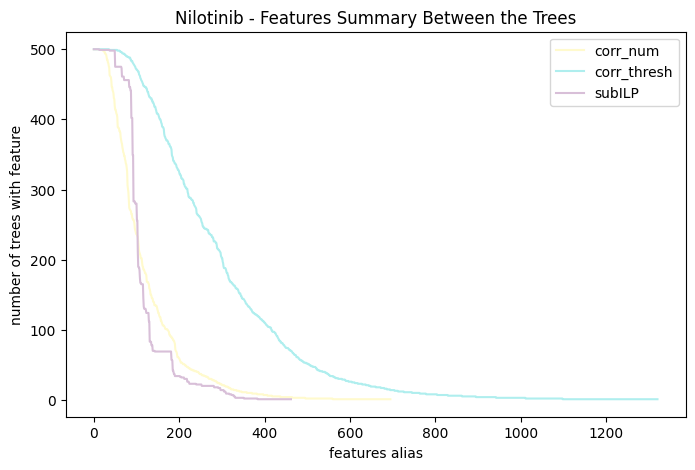 Nilotinib - Features Summary Between the Trees
corr_num
corr_thresh
subILP
number of trees with feature
500
400
300
200
100
0
0 200 400 600 800 1000 1200
features alias